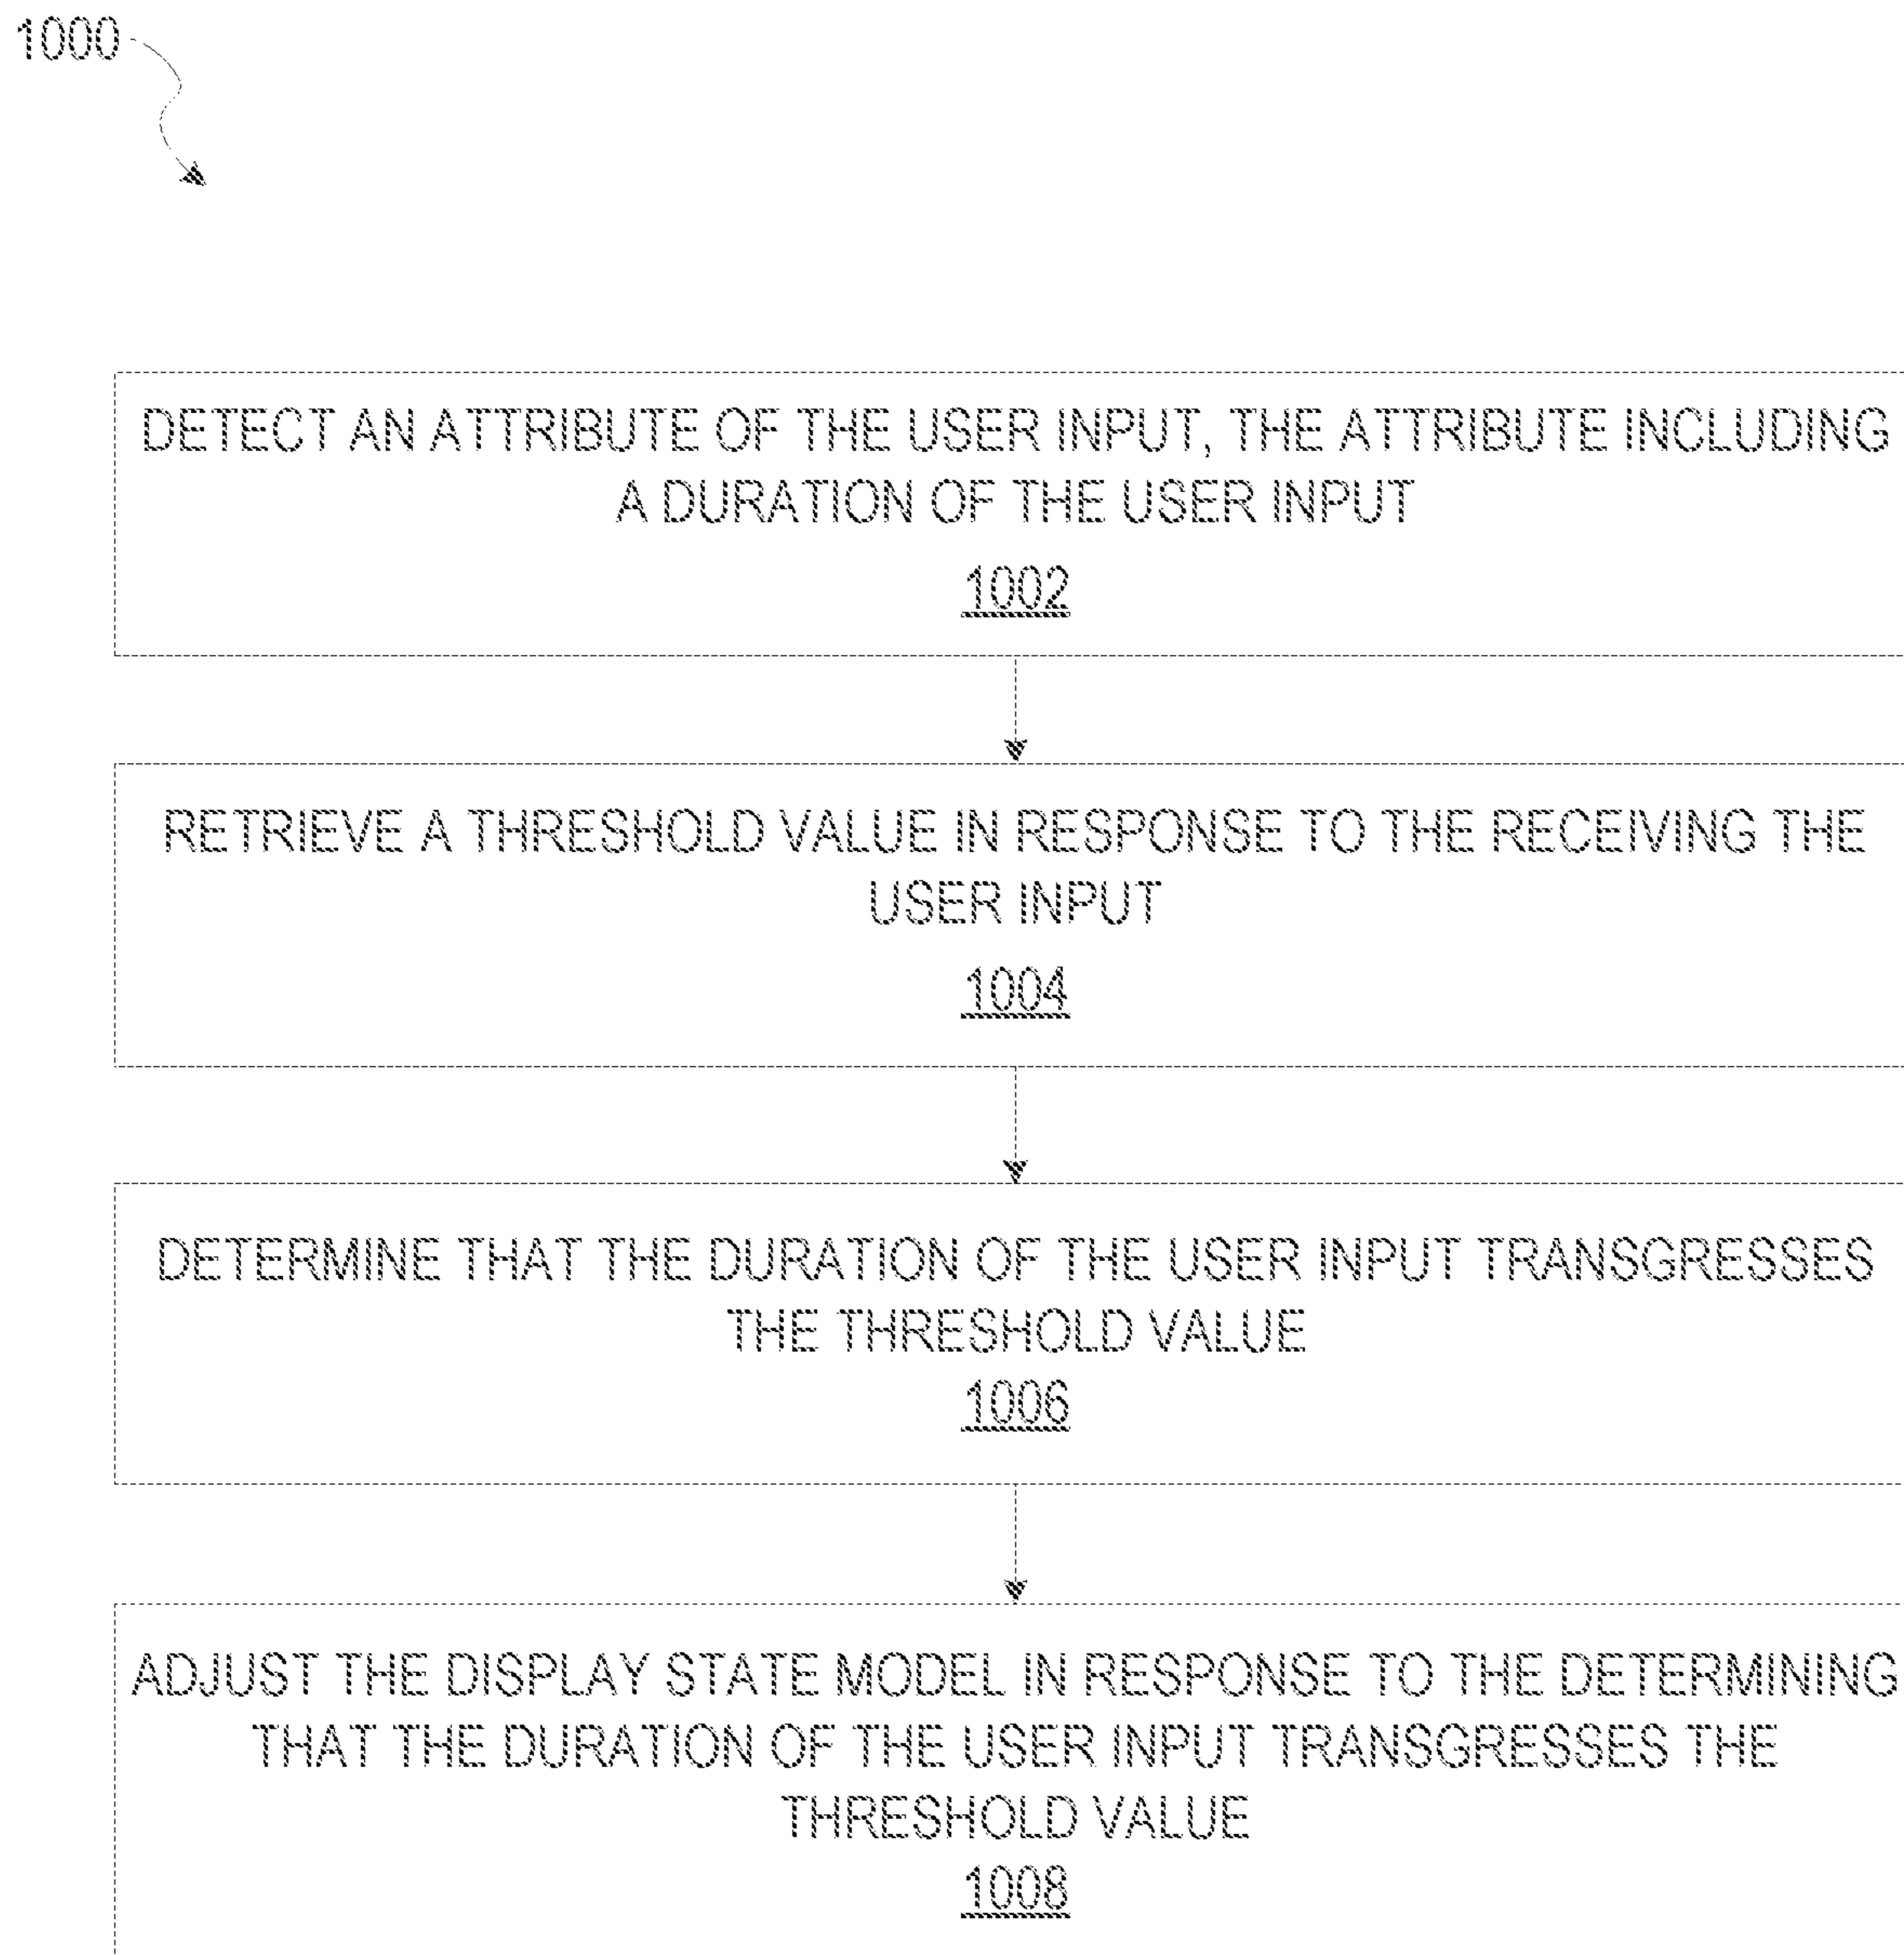 1000
DETECT AN ATTRIBUTE OF THE USER INPUT, THE ATTRIBUTE INCLUDING
A DURATION OF THE USER INPUT
1002
RETRIEVE A THRESHOLD VALUE IN RESPONSE TO THE RECEIVING THE
USER INPUT
1004
DETERMINE THAT THE DURATION OF THE USER INPUT TRANSGRESSES
THE THRESHOLD VALUE
1006
ADJUST THE DISPLAY STATE MODEL IN RESPONSE TO THE DETERMINING
THAT THE DURATION OF THE USER INPUT TRANSGRESSES THE
THRESHOLD VALUE
1008